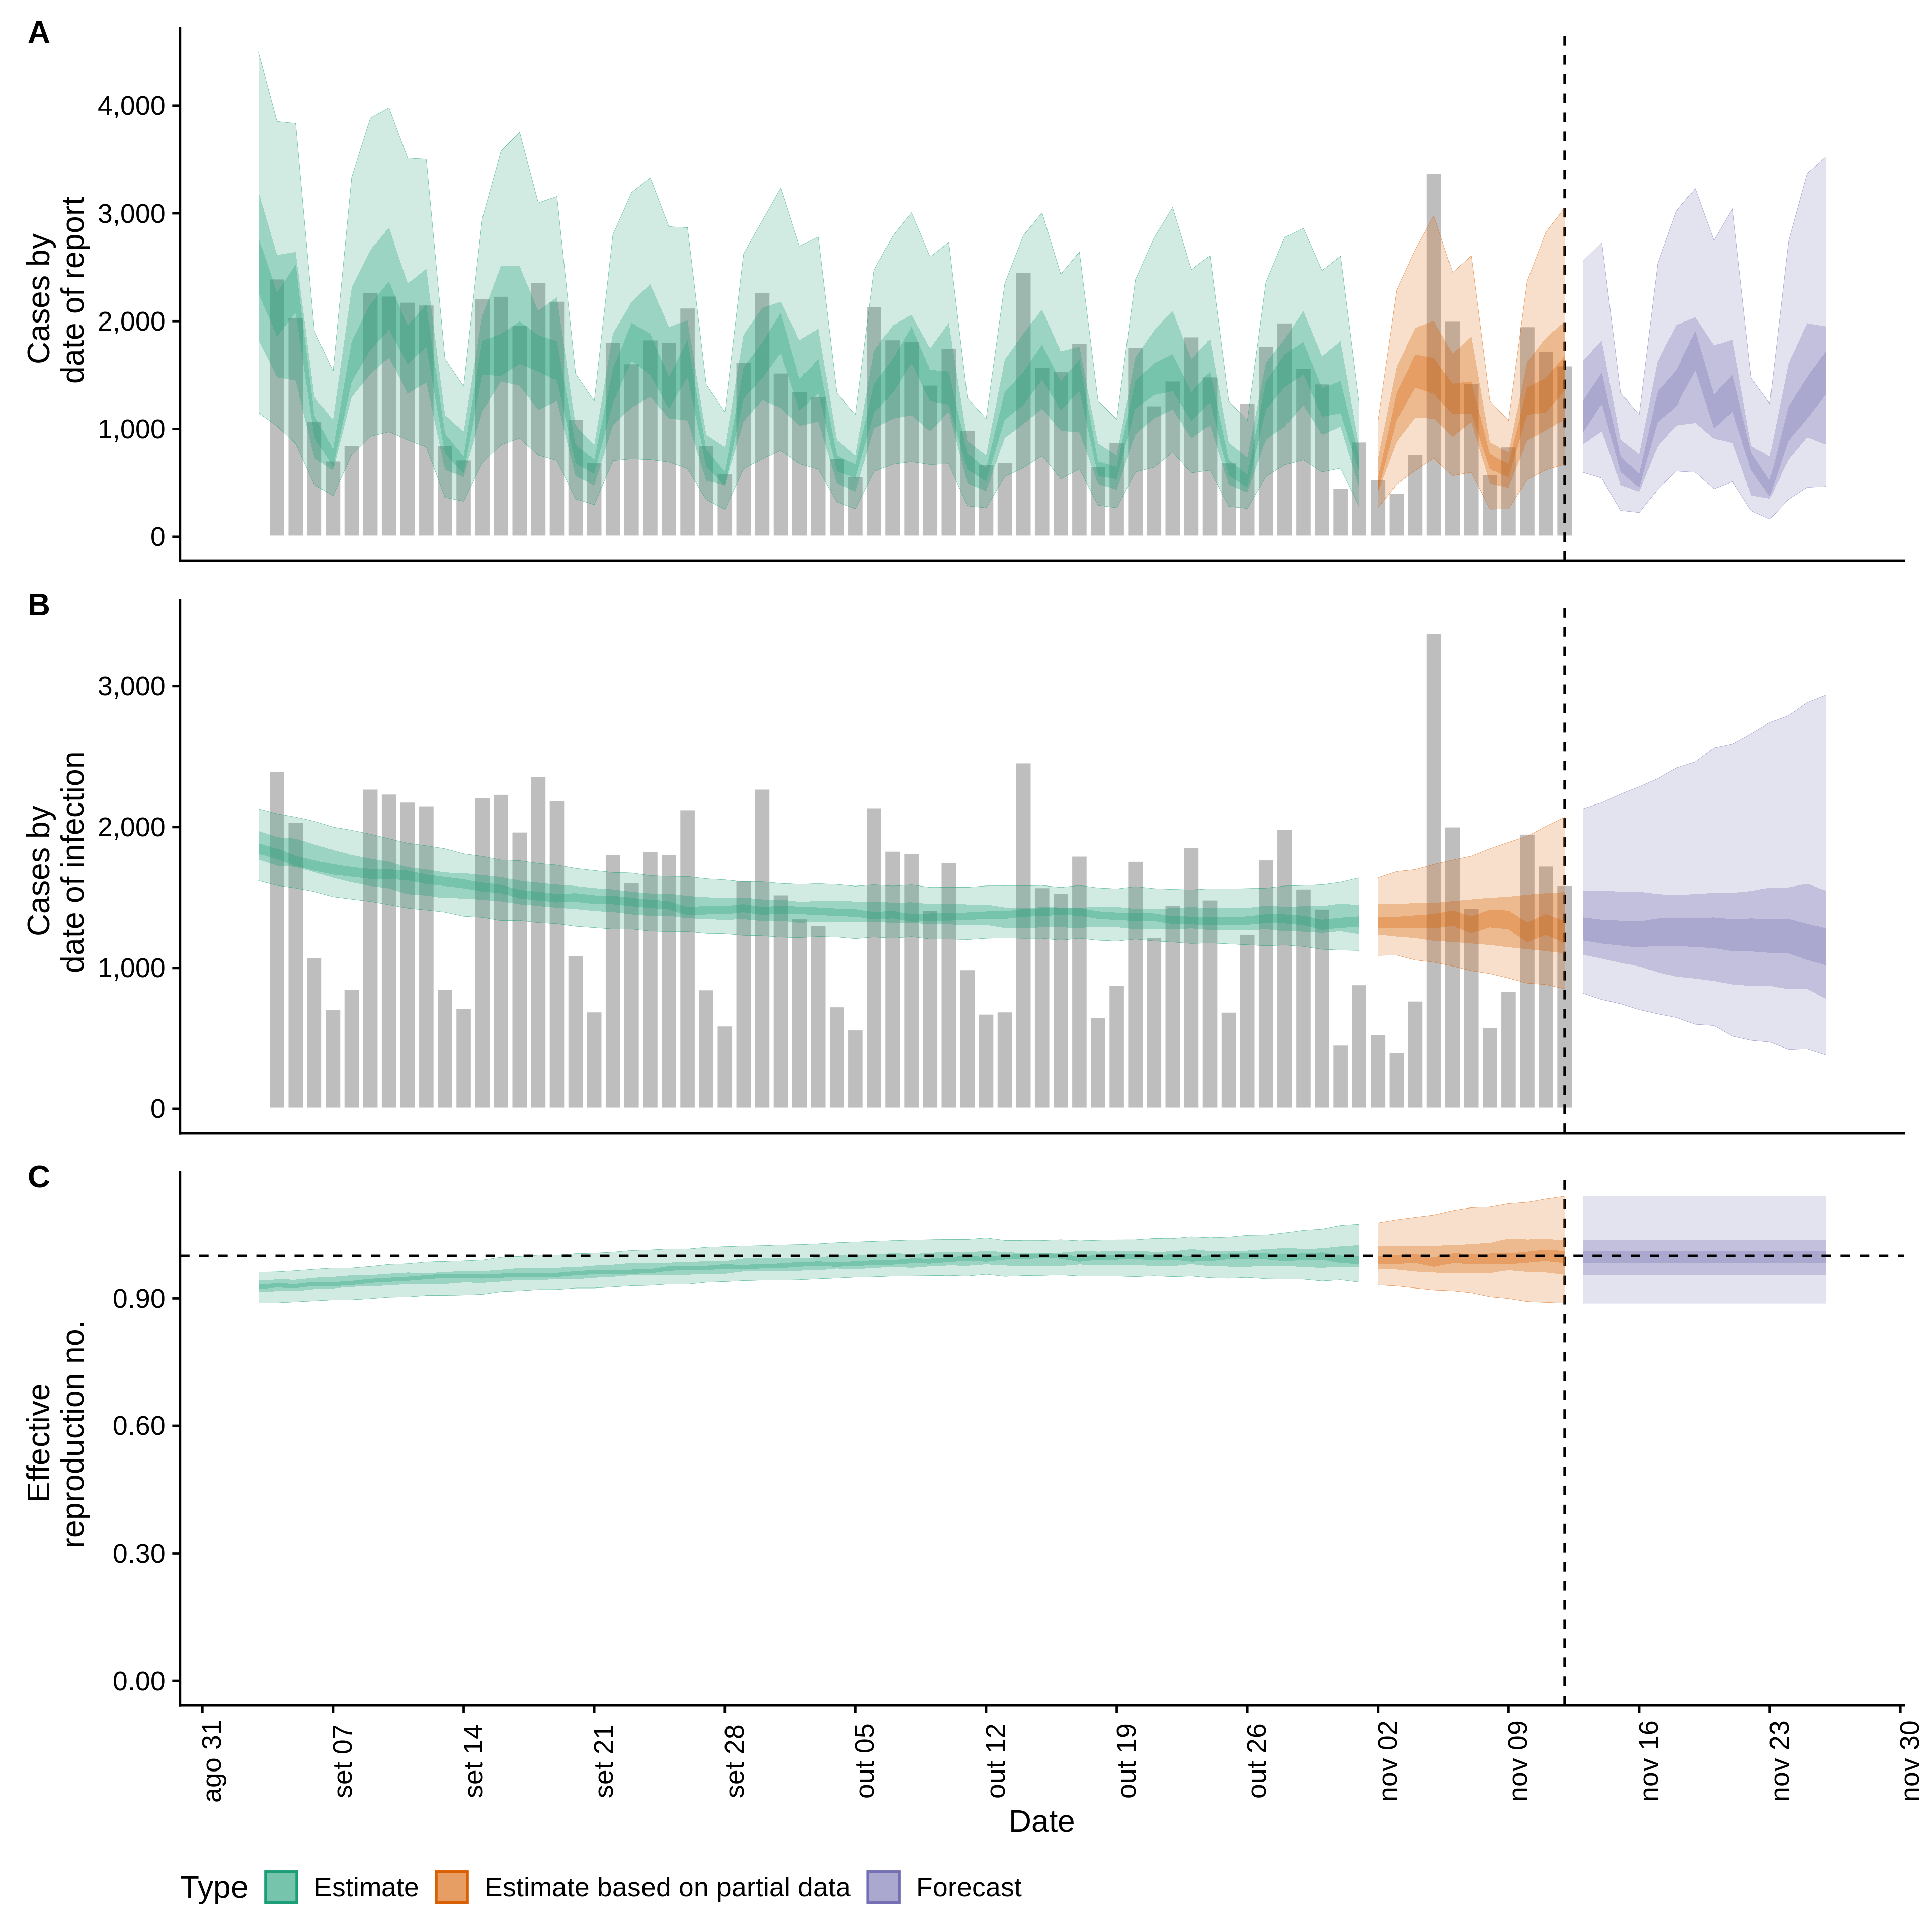 A
Cases by
date of report
4,000
3,000
2,000
1,000
0
B
Cases by
date of infection
3,000
2,000
1,000
0
C
Effective
reproduction no.
0.90
0.60
0.30
0.00
ago 31
set 07
set 14
set 21
set 28
out 05
out 12
out 19
out 26
nov 02
nov 09
nov 16
nov 23
nov 30
Date
Type Estimate Estimate based on partial data Forecast